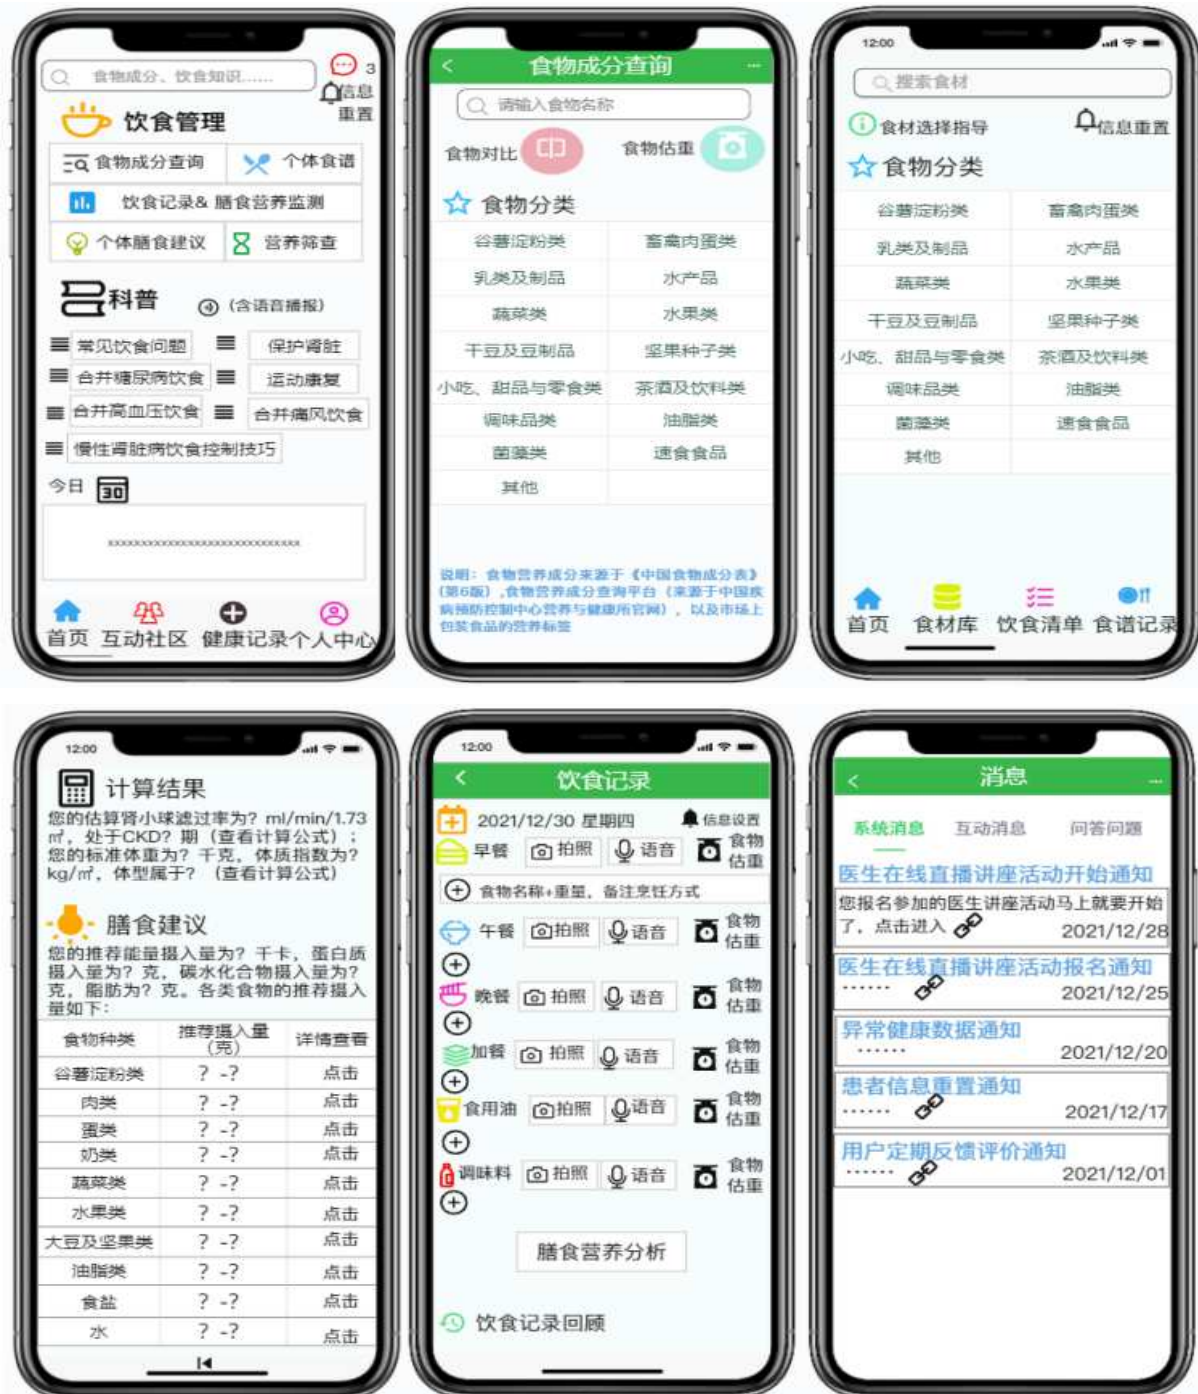 食物成分、饮食知识......
3
信息
重置
饮食管理
食物成分查询 个体食谱
饮食记录& 膳食营养监测
个体膳食建议 营养筛查
科普 (含语音播报)
常见饮食问题 保护肾脏
合并糖尿病饮食 运动康复
合并高血压饮食 合并痛风饮食
慢性肾脏病饮食控制技巧
今日 30
xxxxxxxxxxxxxxxxxxxxxxxxxxxxx
首页 互动社区 健康记录 个人中心
< 食物成分查询 ...
请输入食物名称
食物对比 食物估重
食物分类
谷薯淀粉类 畜禽肉蛋类
乳类及制品 水产品
蔬菜类 水果类
干豆及豆制品 坚果种子类
小吃、甜品与零食类 茶酒及饮料类
调味品类 油脂类
菌藻类 速食食品
其他
说明：食物营养成分来源于《中国食物成分表》
(第6版) ,食物营养成分查询平台（来源于中国疾
病预防控制中心营养与健康所官网），以及市场上
包装食品的营养标签
12:00
搜索食材
食材选择指导 信息重置
食物分类
谷薯淀粉类 畜禽肉蛋类
乳类及制品 水产品
蔬菜类 水果类
干豆及豆制品 坚果种子类
小吃、甜品与零食类 茶酒及饮料类
调味品类 油脂类
菌藻类 速食食品
其他
首页 食材库 饮食清单 食谱记录
12:00
计算结果
您的估算肾小球滤过率为？ml/min/1.73
㎡，处于CKD？期（查看计算公式）；
您的标准体重为？千克，体质指数为？
kg/㎡，体型属于？（查看计算公式）
膳食建议
您的推荐能量摄入量为？千卡，蛋白质
摄入量为？克，碳水化合物摄入量为？
克，脂肪为？克。各类食物的推荐摄入
量如下：
食物种类 推荐摄入量 详情查看
（克）
谷薯淀粉类 ？-? 点击
肉类 ？-? 点击
蛋类 ？-? 点击
奶类 ？-? 点击
蔬菜类 ？-? 点击
水果类 ？-? 点击
大豆及坚果类 ？-? 点击
油脂类 ？-? 点击
食盐 ？-? 点击
水 ？-? 点击
12:00
< 饮食记录
2021/12/30 星期四 信息设置
早餐 拍照 语音 食物
估重
食物名称+重量，备注烹饪方式
午餐 拍照 语音 食物
估重
晚餐 拍照 语音 食物
估重
加餐 拍照 语音 食物
估重
食用油 拍照 语音 食物
估重
调味料 拍照 语音 食物
估重
膳食营养分析
饮食记录回顾
< 消息 ...
系统消息 互动消息 问答问题
医生在线直播讲座活动开始通知
您报名参加的医生讲座活动马上就要开始
了，点击进入 2021/12/28
医生在线直播讲座活动报名通知
...... 2021/12/25
异常健康数据通知
...... 2021/12/20
患者信息重置通知
...... 2021/12/17
用户定期反馈评价通知
...... 2021/12/01